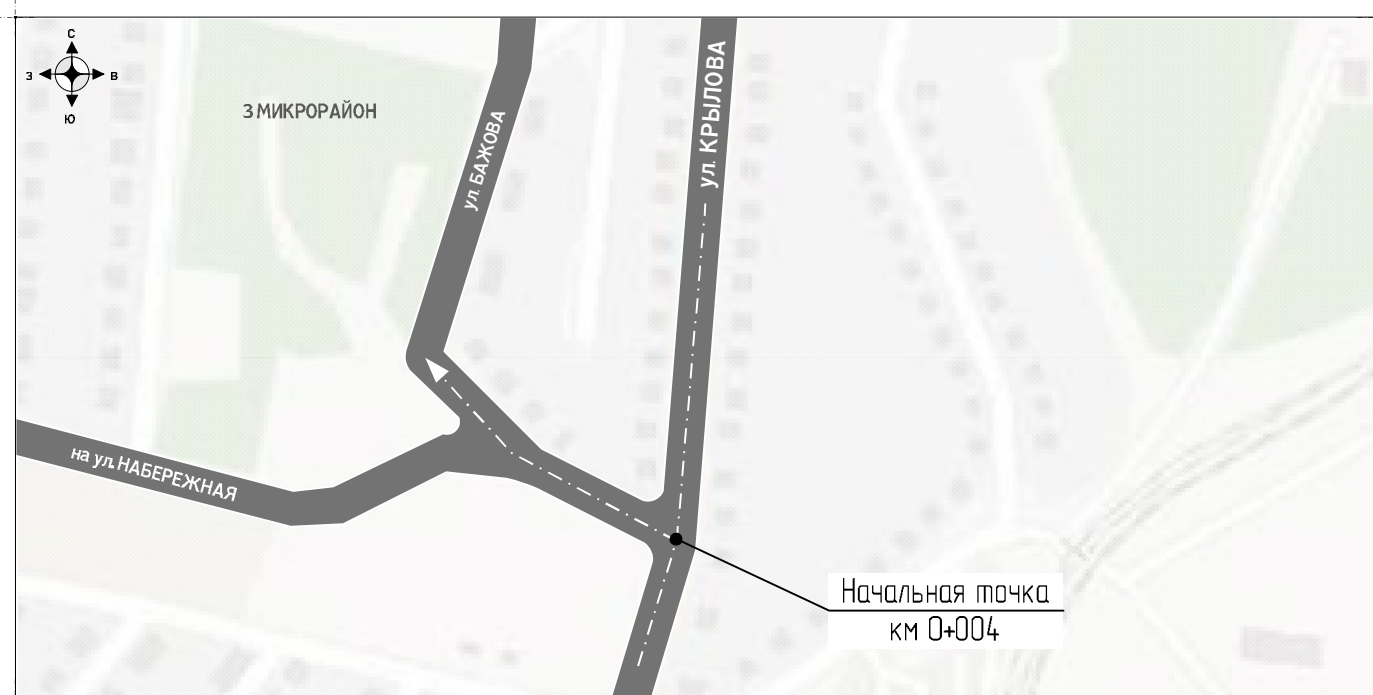 С
З В
Ю
3 МИКРОРАЙОН
ул. БАЖОВА
ул. КРЫЛОВА
на ул. НАБЕРЕЖНАЯ
Начальная точка
км 0+004